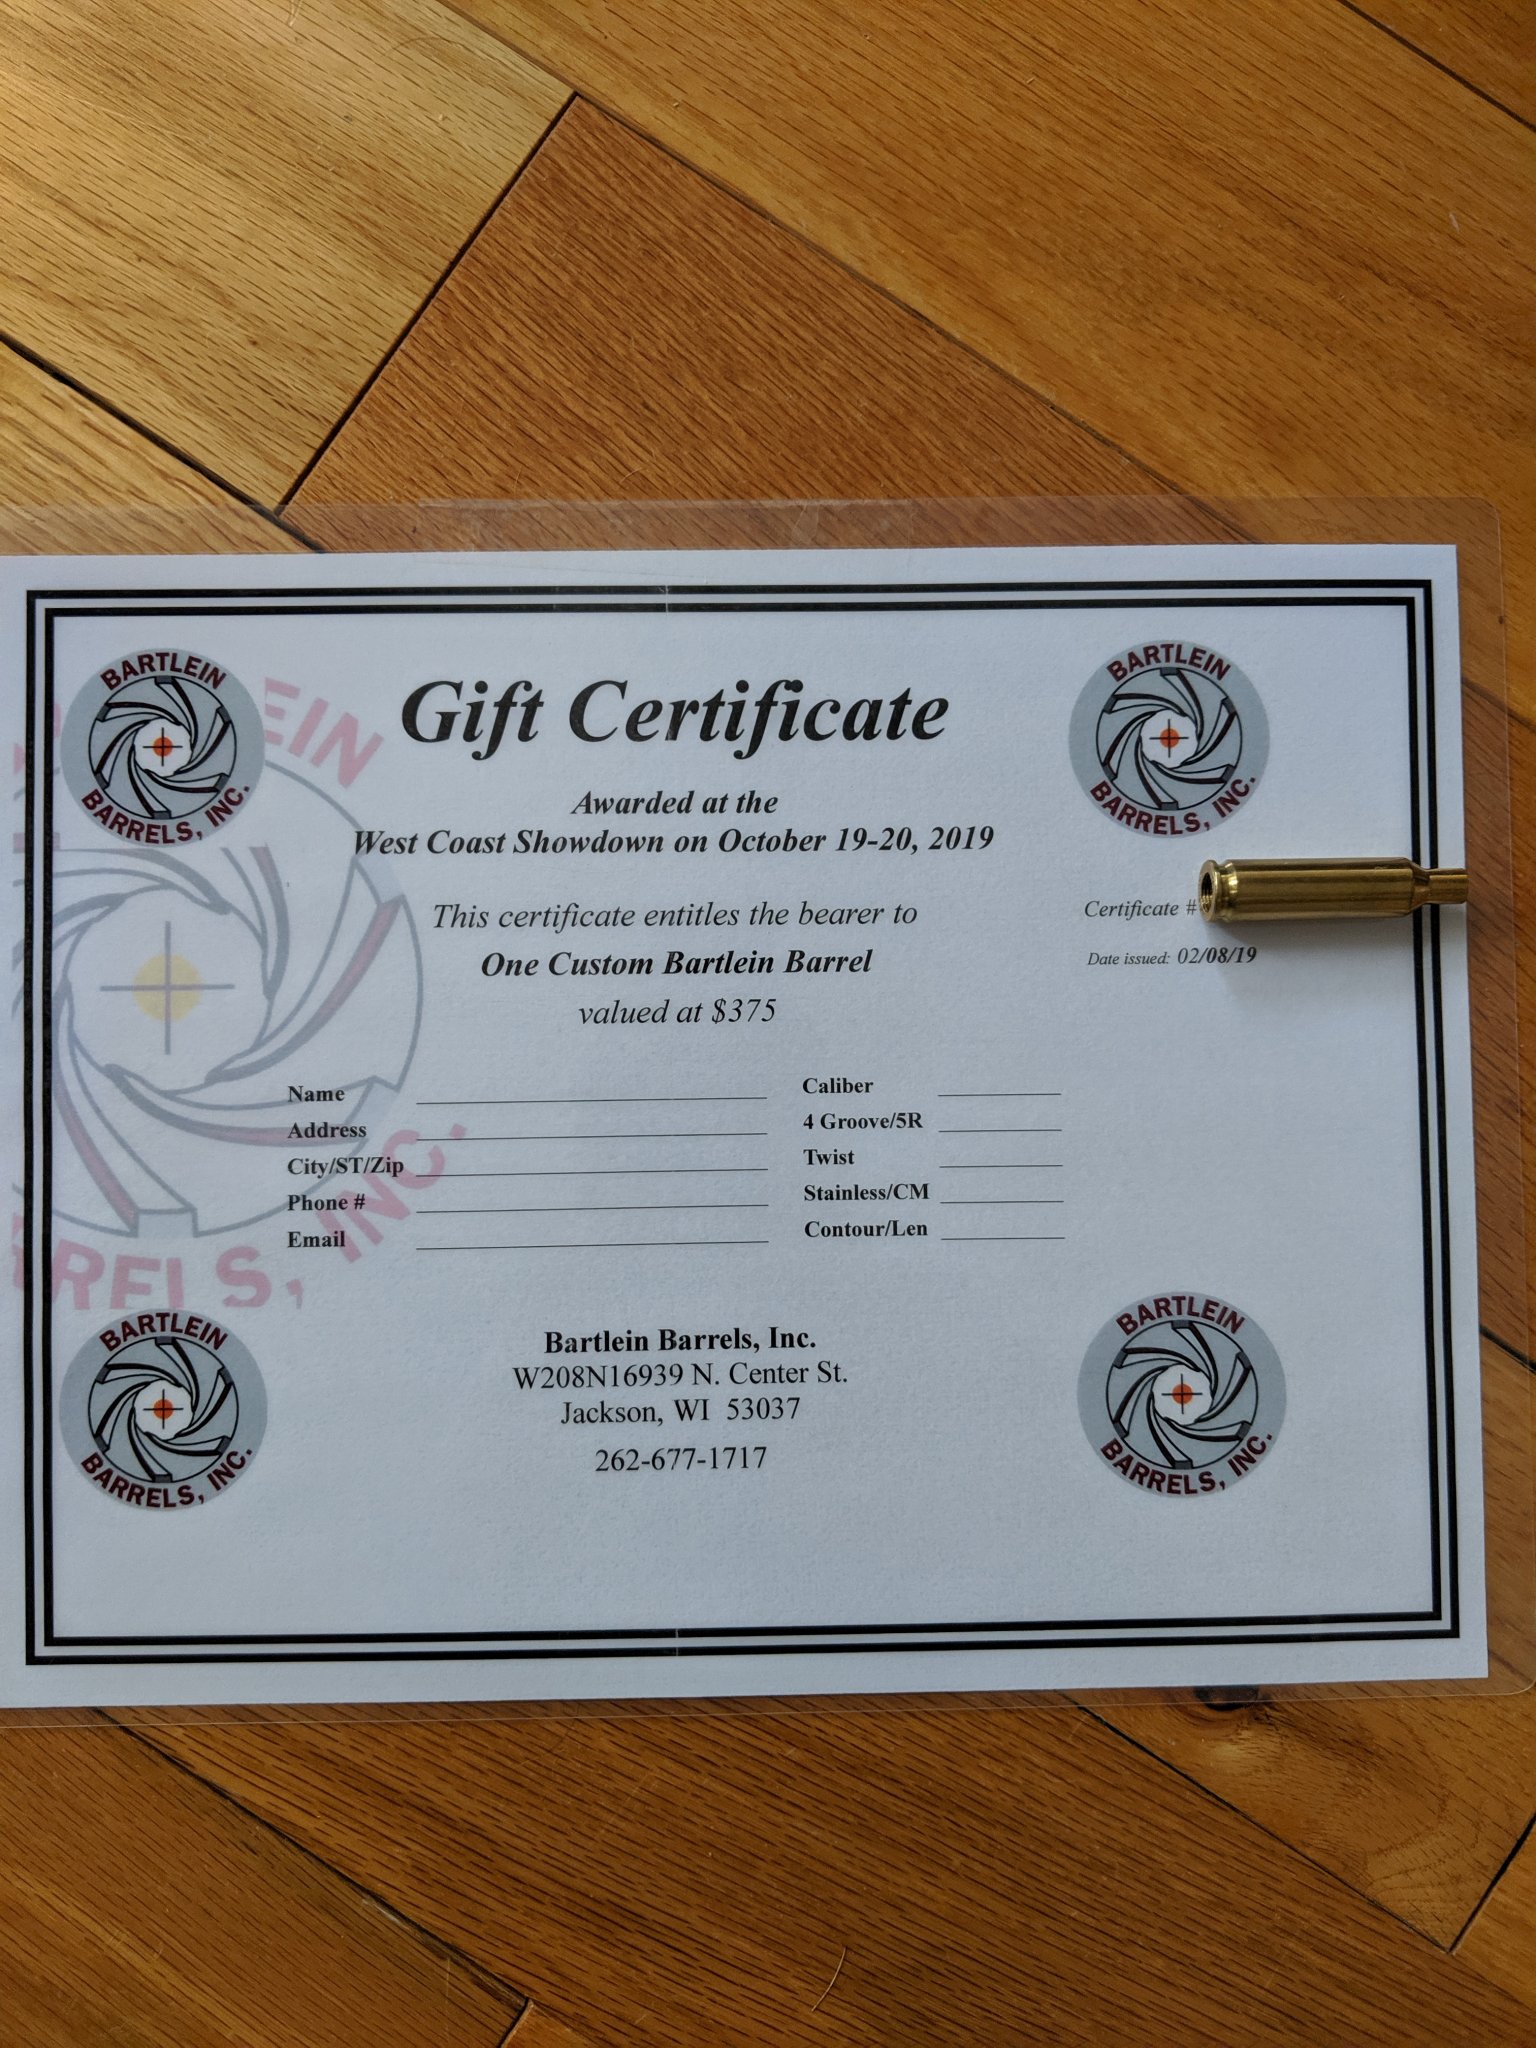 BARTLEIN
BARRELS, INC.
BARTLEIN
BARRELS, INC.
Gift Certificate
Awarded at the
West Coast Showdown on October 19-20, 2019
This certificate entitles the bearer to
One Custom Bartlein Barrel
valued at $375
Certificate #
Date issued: 02/08/19
EIN
RRELS, INC.
Name
Address
City/ST/Zip
Phone #
Email
Caliber
4 Groove/5R
Twist
Stainless/CM
Contour/Len
BARTLEIN
BARRELS, INC.
Bartlein Barrels, Inc.
W208N16939 N. Center St.
Jackson, WI 53037
262-677-1717
BARTLEIN
BARRELS, INC.